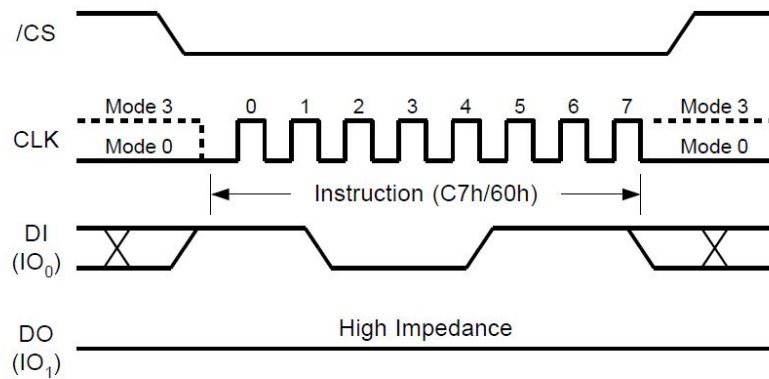 /CS
Mode 3 0 1 2 3 4 5 6 7 Mode 3
CLK
Mode 0 Mode 0
Instruction (C7h/60h)
DI
(IO₀)
High Impedance
DO
(IO₁)